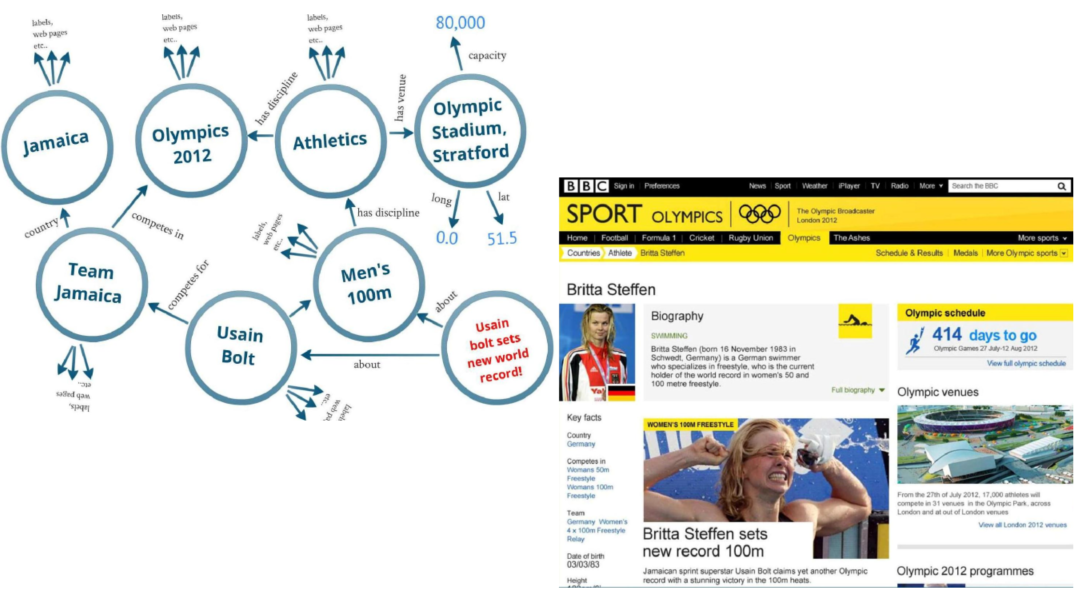 labels,
web pages
etc..
labels,
web pages
etc..
labels,
web pages
etc..
80,000
capacity
Jamaica
Olympics
2012
has discipline
Athletics
has venue
Olympic
Stadium,
Stratford
long
lat
0.0
51.5
country
competes in
labels,
web pages
etc..
has discipline
Team
Jamaica
competes for
Men's
100m
about
Usain
Bolt
Usain
bolt sets
new world
record!
about
labels,
web pages
etc..
labels,
web pages
etc..
BBC Sign in Preferences News Sport Weather iPlayer TV Radio More Search the BBC
SPORT OLYMPICS The Olympic Broadcaster
London 2012
Home Football Formula 1 Cricket Rugby Union Olympics The Ashes More sports
Countries Athlete Britta Steffen Schedule & Results Medals More Olympic sports
Britta Steffen
Biography
SWIMMING
Britta Steffen (born 16 November 1983 in
Schwedt, Germany) is a German swimmer
who specializes in freestyle, who is the current
holder of the world record in women's 50 and
100 metre freestyle.
Full biography
Olympic schedule
414 days to go
Olympic Games 27 July-12 Aug 2012
View full olympic schedule
Key facts
Country
Germany
Competes in
Womans 50m
Freestyle
Womans 100m
Freestyle
Team
Germany Women's
4 x 100m Freestyle
Relay
Date of birth
03/03/83
Height
WOMEN'S 100M FREESTYLE
Britta Steffen sets
new record 100m
Jamaican sprint superstar Usain Bolt claims yet another Olympic
record with a stunning victory in the 100m heats.
Olympic venues
From the 27th of July 2012, 17,000 athletes will
compete in 31 venues in the Olympic Park, across
London and at out of London venues
View all London 2012 venues
Olympic 2012 programmes